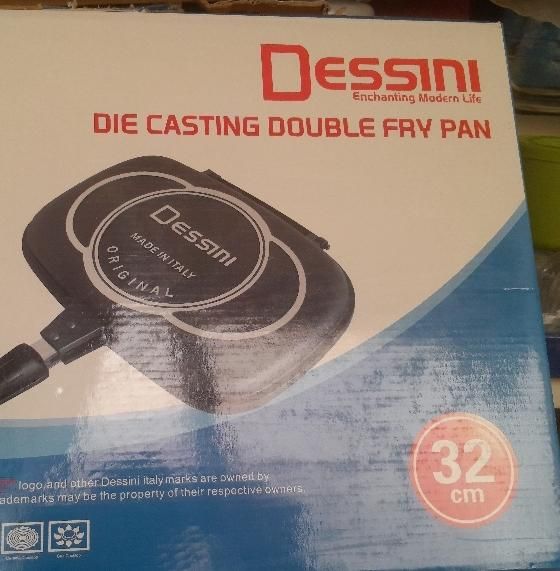 DESSINI
Enchanting Modern Life
DIE CASTING DOUBLE FRY PAN
DESSINI
MADE IN ITALY
ORIGINAL
logo, and other Dessini italy marks are owned by
ademarks may be the property of their respective owners.
32
cm